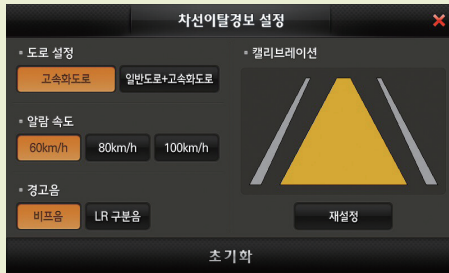 차선이탈경보 설정
도로 설정
고속화도로 일반도로+고속화도로
알람 속도
60km/h 80km/h 100km/h
경고음
비프음 LR 구분음
캘리브레이션
재설정
초기화